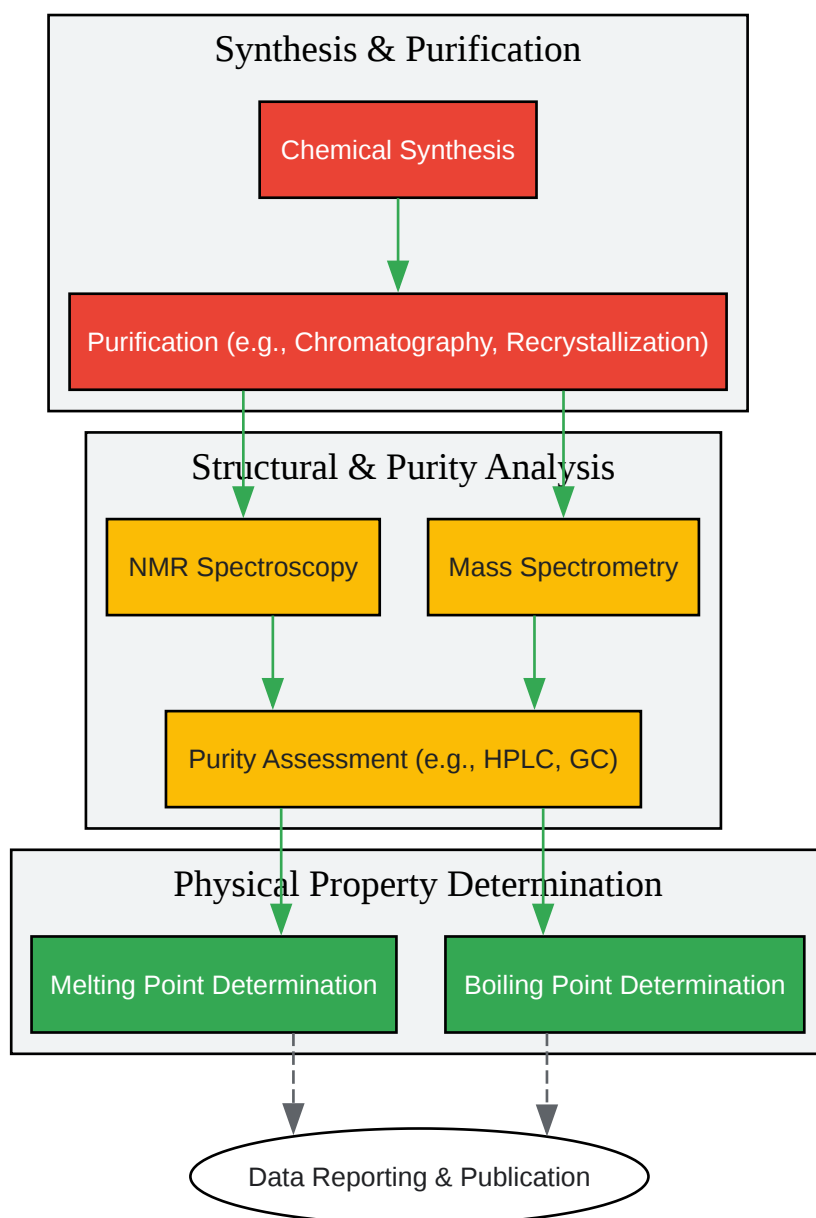 Synthesis & Purification
Chemical Synthesis
Purification (e.g., Chromatography, Recrystallization)
Structural & Purity Analysis
NMR Spectroscopy
Mass Spectrometry
Purity Assessment (e.g., HPLC, GC)
Physical Property Determination
Melting Point Determination
Boiling Point Determination
Data Reporting & Publication